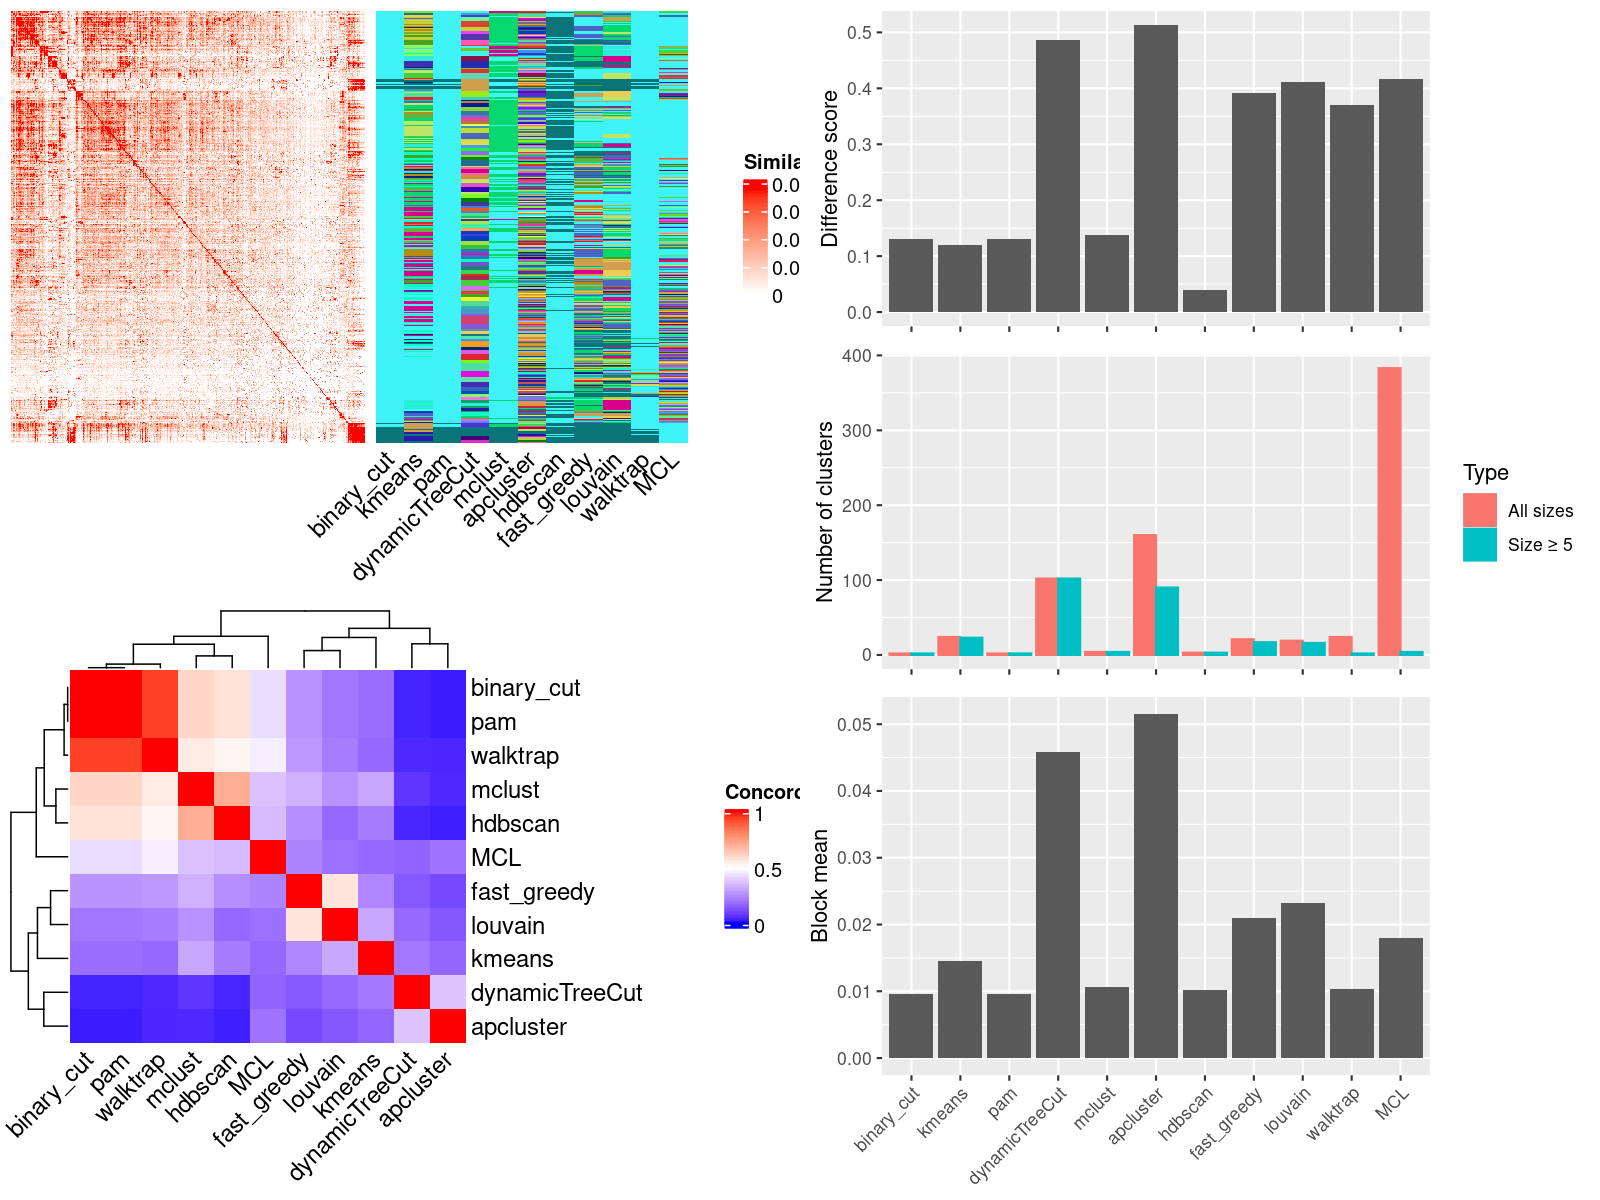 Simila
0.0
0.0
0.0
0.0
0
binary_cut
kmeans
pam
dynamicTreeCut
mclust
apcluster
hdbscan
fast_greedy
louvain
walktrap
MCL
binary_cut
pam
walktrap
mclust
hdbscan
MCL
fast_greedy
louvain
kmeans
dynamicTreeCut
apcluster
binary_cut
pam
walktrap
mclust
hdbscan
MCL
fast_greedy
louvain
kmeans
dynamicTreeCut
apcluster
Concord
1
0.5
0
Difference score
0.5
0.4
0.3
0.2
0.1
0.0
Number of clusters
400
300
200
100
0
Type
All sizes
Size ≥ 5
Block mean
0.05
0.04
0.03
0.02
0.01
0.00
binary_cut
kmeans
pam
dynamicTreeCut
mclust
apcluster
hdbscan
fast_greedy
louvain
walktrap
MCL